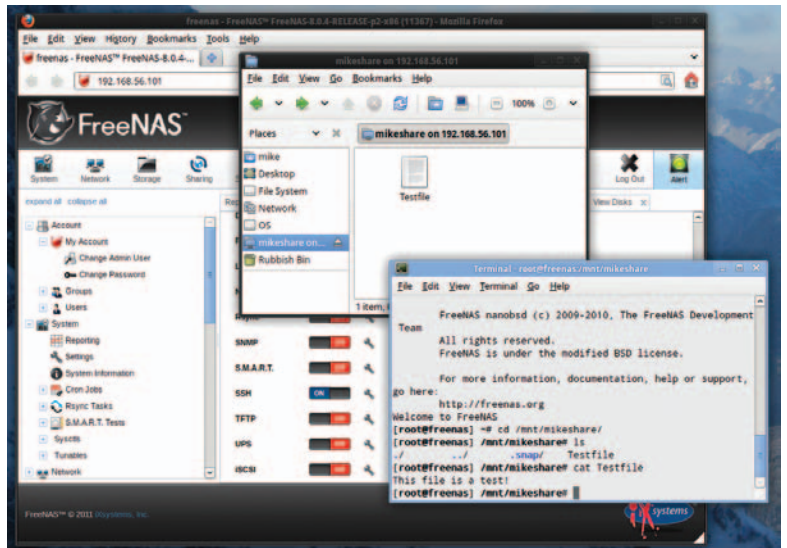 freenas - FreeNAS™ FreeNAS-8.0.4-RELEASE-p2-x86 (11367) - Mozilla Firefox
File Edit View History Bookmarks Tools Help
freenas - FreeNAS™ FreeNAS-8.0.4-...
192.168.56.101
FreeNAS™
System Network Storage Sharing
Log Out Alert
expand all collapse all
View Disks x
Account
My Account
Change Admin User
Change Password
Groups
Users
System
Reporting
Settings
System Information
Cron Jobs
Rsync Tasks
S.M.A.R.T. Tests
Sysctls
Tunables
Network
Rsync
SNMP
S.M.A.R.T.
SSH ON
TFTP
UPS
iSCSI
FreeNAS™ © 2011 iXsystems, Inc.
systems
mikeshare on 192.168.56.101
File Edit View Go Bookmarks Help
100%
Places
mikeshare on 192.168.56.101
mike
Desktop
File System
Network
OS
mikeshare on...
Rubbish Bin
Testfile
1 item,
Terminal - root@freenas:/mnt/mikeshare
File Edit View Terminal Go Help
FreeNAS nanobsd (c) 2009-2010, The FreeNAS Development
Team
All rights reserved.
FreeNAS is under the modified BSD license.
For more information, documentation, help or support,
go here:
http://freenas.org
Welcome to FreeNAS
[root@freenas] ~# cd /mnt/mikeshare/
[root@freenas] /mnt/mikeshare# ls
./ ../ .snap/ Testfile
[root@freenas] /mnt/mikeshare# cat Testfile
This file is a test!
[root@freenas] /mnt/mikeshare#